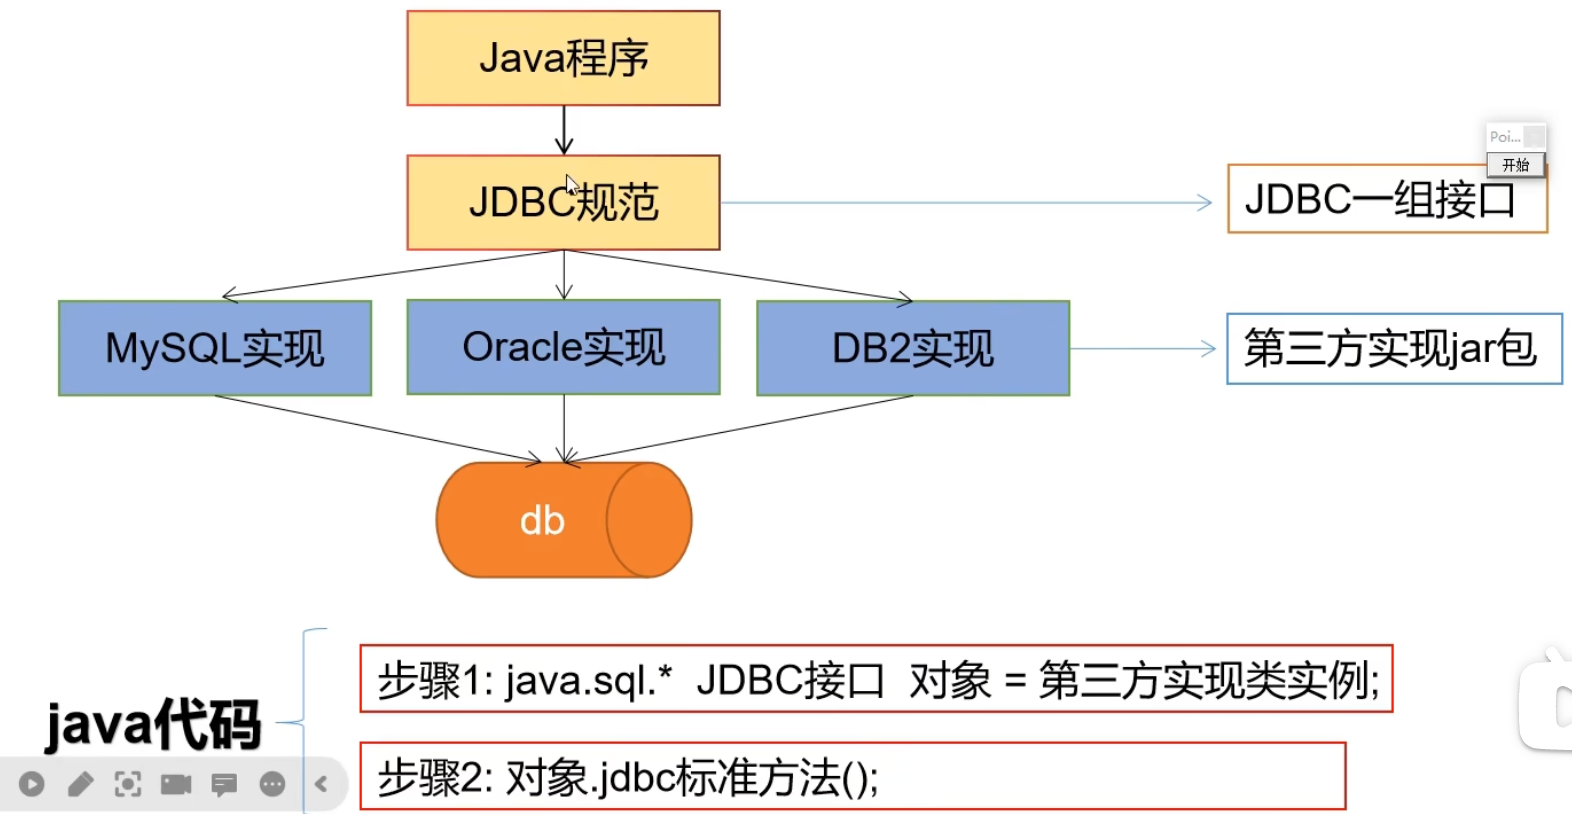 Java程序
Poi...
开始
JDBC规范
JDBC一组接口
MySQL实现
Oracle实现
DB2实现
第三方实现jar包
db
步骤1: java.sql.*  JDBC接口  对象 = 第三方实现类实例;
java代码
步骤2: 对象.jdbc标准方法();